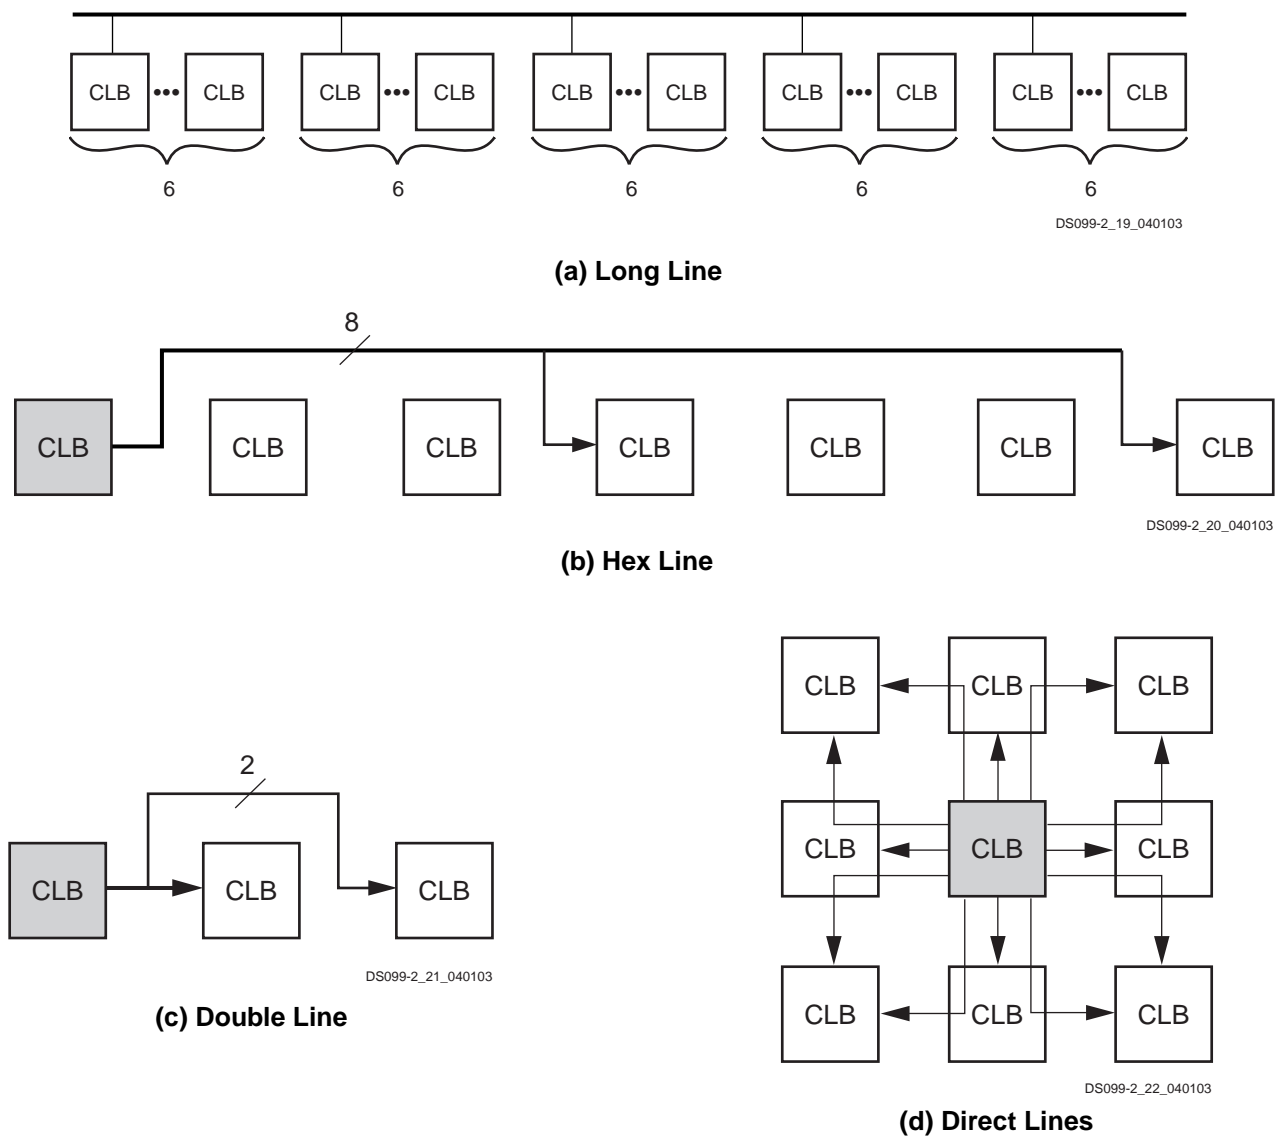 CLB ••• CLB CLB ••• CLB CLB ••• CLB CLB ••• CLB CLB ••• CLB
6 6 6 6 6
DS099-2_19_040103
(a) Long Line
8
CLB CLB CLB CLB CLB CLB CLB
DS099-2_20_040103
(b) Hex Line
2
CLB CLB CLB
DS099-2_21_040103
(c) Double Line
CLB CLB CLB
CLB CLB CLB
CLB CLB CLB
DS099-2_22_040103
(d) Direct Lines